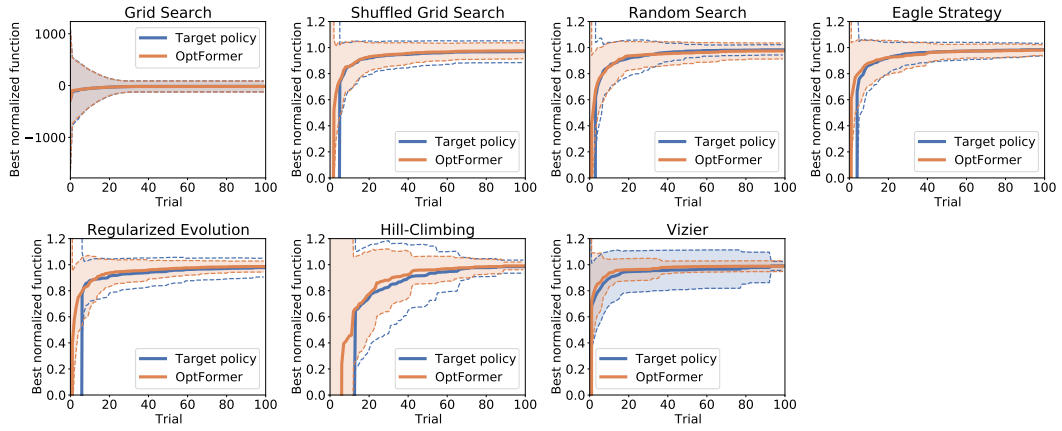 Grid Search
Best normalized function
1000
0
−1000
0 20 40 60 80 100
Trial
Target policy
OptFormer
Shuffled Grid Search
Best normalized function
1.2
1.0
0.8
0.6
0.4
0.2
0.0
0 20 40 60 80 100
Trial
Target policy
OptFormer
Random Search
Best normalized function
1.2
1.0
0.8
0.6
0.4
0.2
0.0
0 20 40 60 80 100
Trial
Target policy
OptFormer
Eagle Strategy
Best normalized function
1.2
1.0
0.8
0.6
0.4
0.2
0.0
0 20 40 60 80 100
Trial
Target policy
OptFormer
Regularized Evolution
Best normalized function
1.2
1.0
0.8
0.6
0.4
0.2
0.0
0 20 40 60 80 100
Trial
Target policy
OptFormer
Hill-Climbing
Best normalized function
1.2
1.0
0.8
0.6
0.4
0.2
0.0
0 20 40 60 80 100
Trial
Target policy
OptFormer
Vizier
Best normalized function
1.2
1.0
0.8
0.6
0.4
0.2
0.0
0 20 40 60 80 100
Trial
Target policy
OptFormer